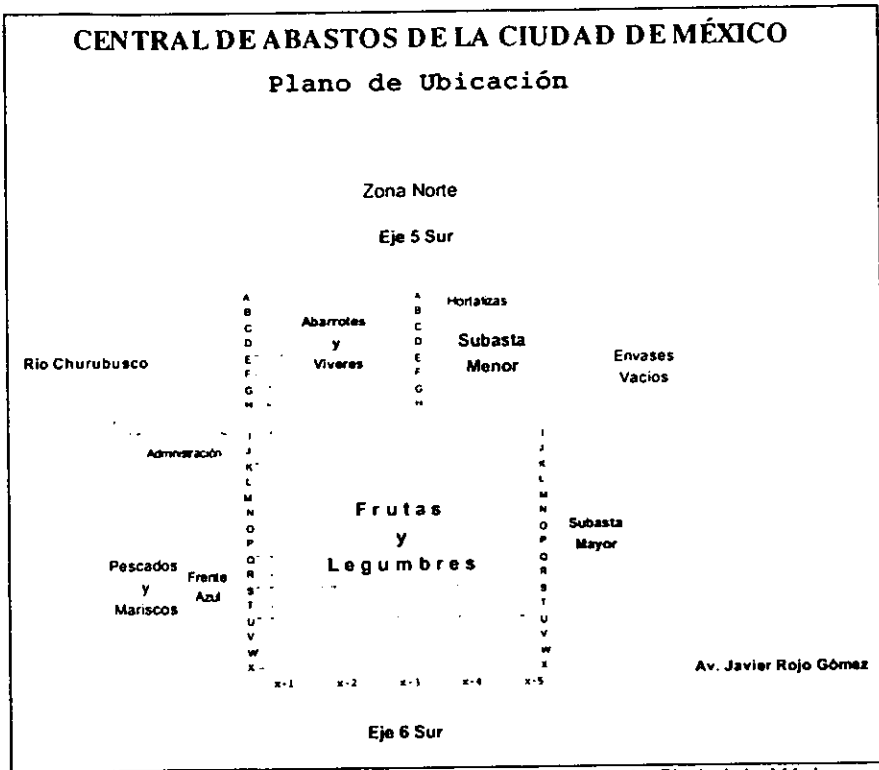 CENTRAL DE ABASTOS DE LA CIUDAD DE MÉXICO
Plano de Ubicación
Zona Norte
Eje 5 Sur
A
B
C
D
E
F
G
H
Abarrotes
y
Viveres
A
B
C
D
E
F
G
H
Hortalizas
Subasta
Menor
Envases
Vacios
Rio Churubusco
Administración
I
J
K
L
M
N
O
P
Q
R
S
T
U
V
W
X
Frutas
y
Legumbres
I
J
K
L
M
N
O
P
Q
R
S
T
U
V
W
X
Subasta
Mayor
Pescados
y
Mariscos
Frente
Azul
Av. Javier Rojo Gómez
x-1 x-2 x-3 x-4 x-5
Eje 6 Sur